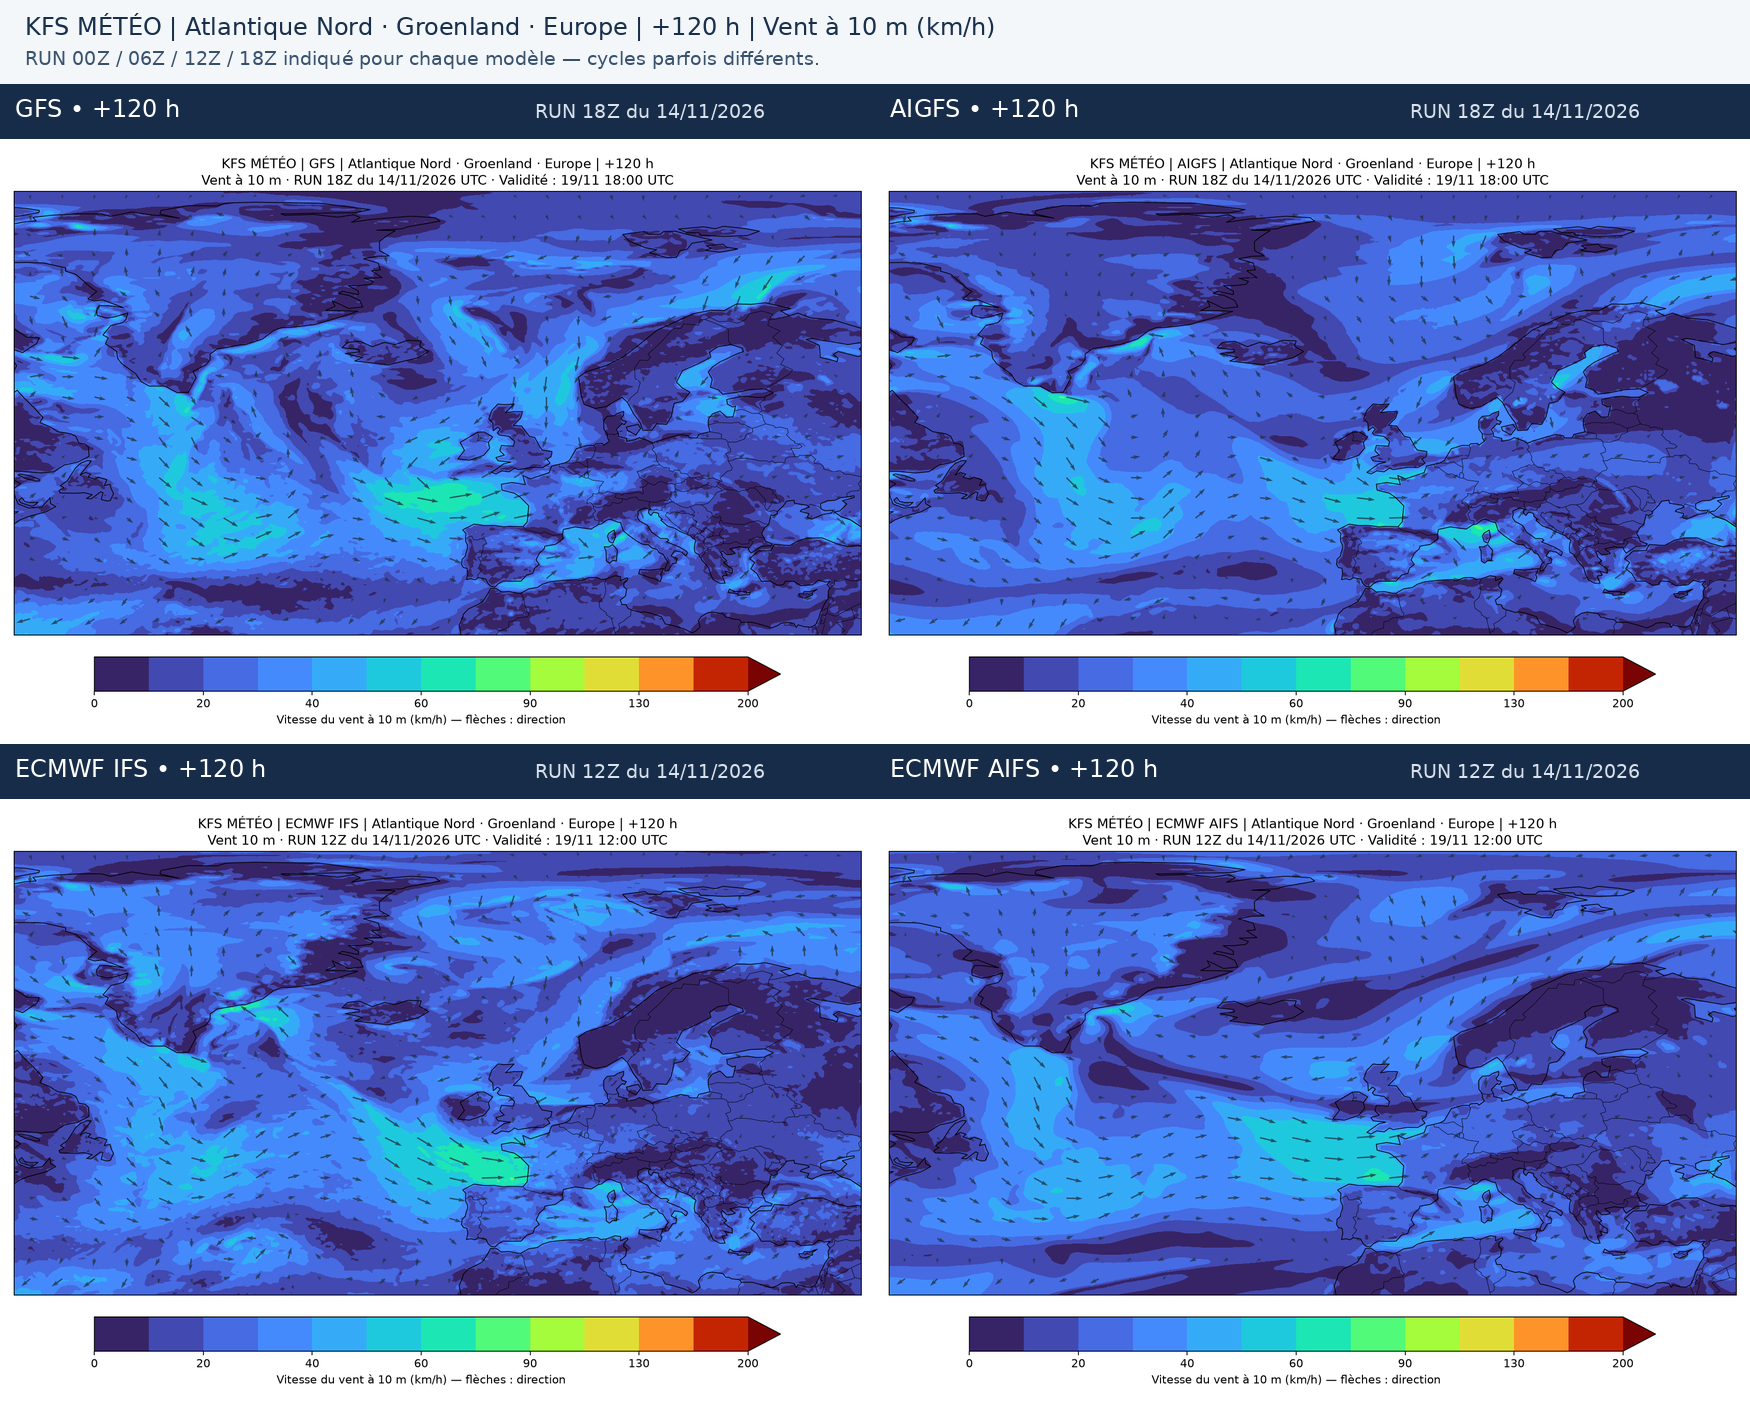 KFS MÉTÉO | Atlantique Nord · Groenland · Europe | +120 h | Vent à 10 m (km/h)
RUN 00Z / 06Z / 12Z / 18Z indiqué pour chaque modèle — cycles parfois différents.
GFS • +120 h
RUN 18Z du 14/11/2026
KFS MÉTÉO | GFS | Atlantique Nord · Groenland · Europe | +120 h
Vent à 10 m · RUN 18Z du 14/11/2026 UTC · Validité : 19/11 18:00 UTC
0 20 40 60 90 130 200
Vitesse du vent à 10 m (km/h) — flèches : direction
AIGFS • +120 h
RUN 18Z du 14/11/2026
KFS MÉTÉO | AIGFS | Atlantique Nord · Groenland · Europe | +120 h
Vent à 10 m · RUN 18Z du 14/11/2026 UTC · Validité : 19/11 18:00 UTC
0 20 40 60 90 130 200
Vitesse du vent à 10 m (km/h) — flèches : direction
ECMWF IFS • +120 h
RUN 12Z du 14/11/2026
KFS MÉTÉO | ECMWF IFS | Atlantique Nord · Groenland · Europe | +120 h
Vent 10 m · RUN 12Z du 14/11/2026 UTC · Validité : 19/11 12:00 UTC
0 20 40 60 90 130 200
Vitesse du vent à 10 m (km/h) — flèches : direction
ECMWF AIFS • +120 h
RUN 12Z du 14/11/2026
KFS MÉTÉO | ECMWF AIFS | Atlantique Nord · Groenland · Europe | +120 h
Vent 10 m · RUN 12Z du 14/11/2026 UTC · Validité : 19/11 12:00 UTC
0 20 40 60 90 130 200
Vitesse du vent à 10 m (km/h) — flèches : direction